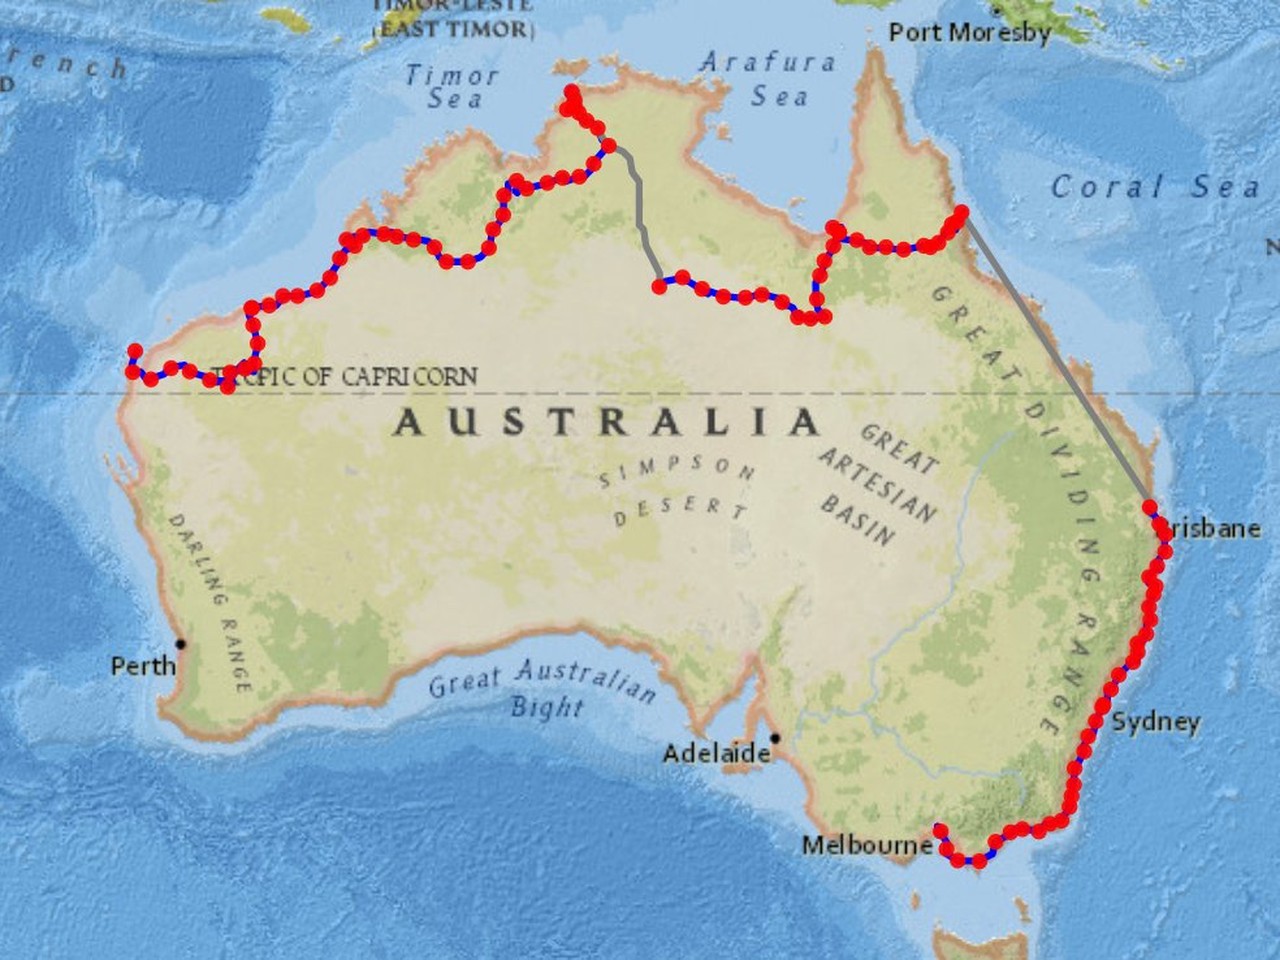 TIMOR-LESTE
(EAST TIMOR)
Port Moresby
rench
D
Timor
Sea
Arafura
Sea
Coral Sea
N
GREAT DIVIDING RANGE
TROPIC OF CAPRICORN
AUSTRALIA
SIMPSON
DESERT
GREAT
ARTESIAN
BASIN
risbane
DARLING RANGE
Perth
Great Australian
Bight
Sydney
Adelaide
Melbourne